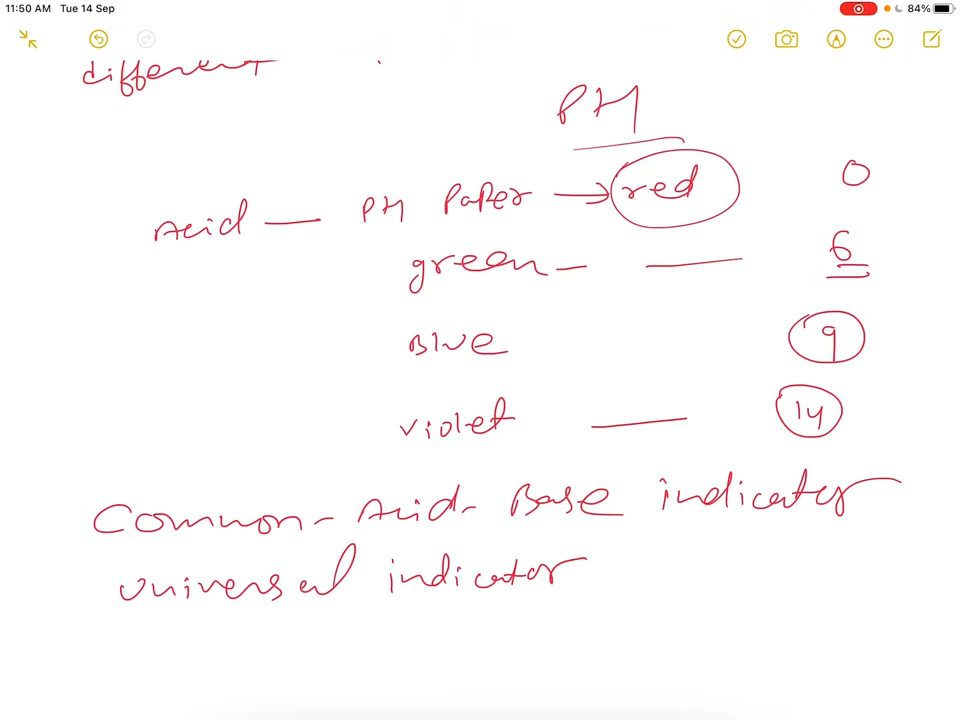 11:50 AM Tue 14 Sep 84%
different
PH
Acid — PH Paper → red 0
green — — 6
Blue 9
violet — 14
Common - Acid - Base indicator
universal indicator